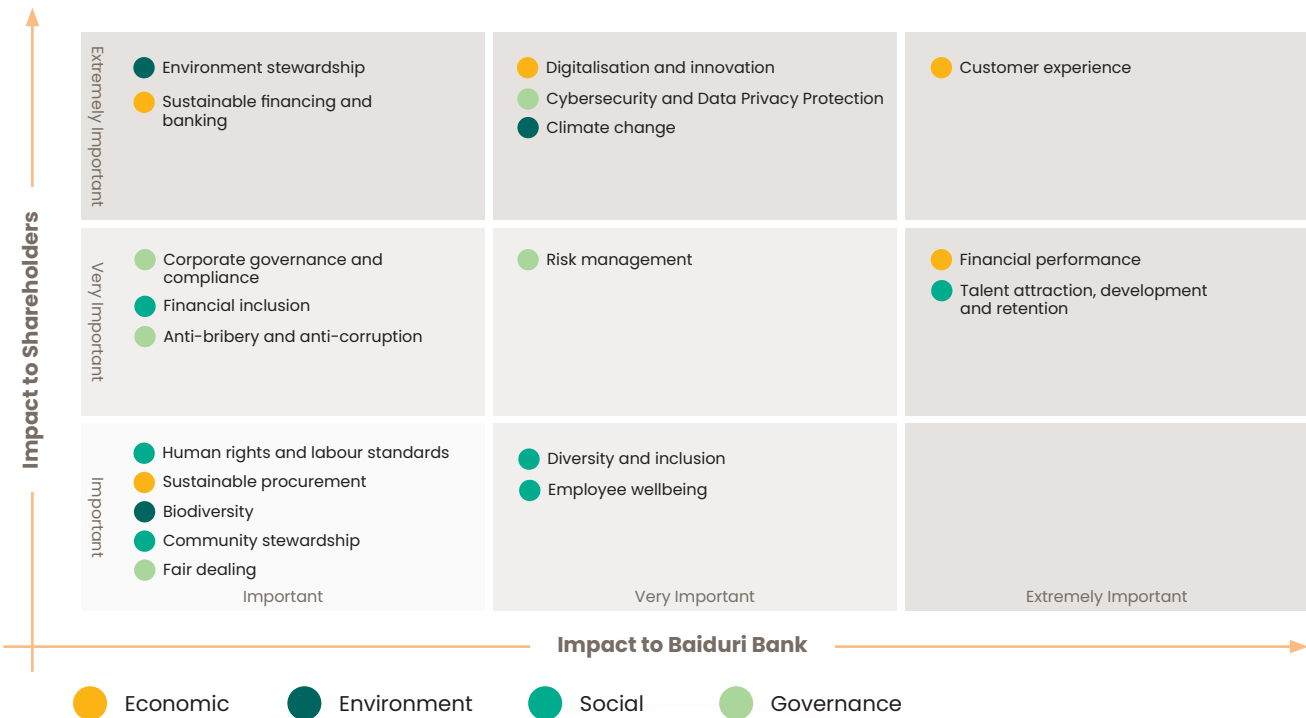 Impact to Shareholders
Extremely Important
Environment stewardship
Sustainable financing and
banking
Digitalisation and innovation
Cybersecurity and Data Privacy Protection
Climate change
Customer experience
Very Important
Corporate governance and
compliance
Financial inclusion
Anti-bribery and anti-corruption
Risk management
Financial performance
Talent attraction, development
and retention
Important
Human rights and labour standards
Sustainable procurement
Biodiversity
Community stewardship
Fair dealing
Diversity and inclusion
Employee wellbeing
Important
Very Important
Extremely Important
Impact to Baiduri Bank
Economic
Environment
Social
Governance